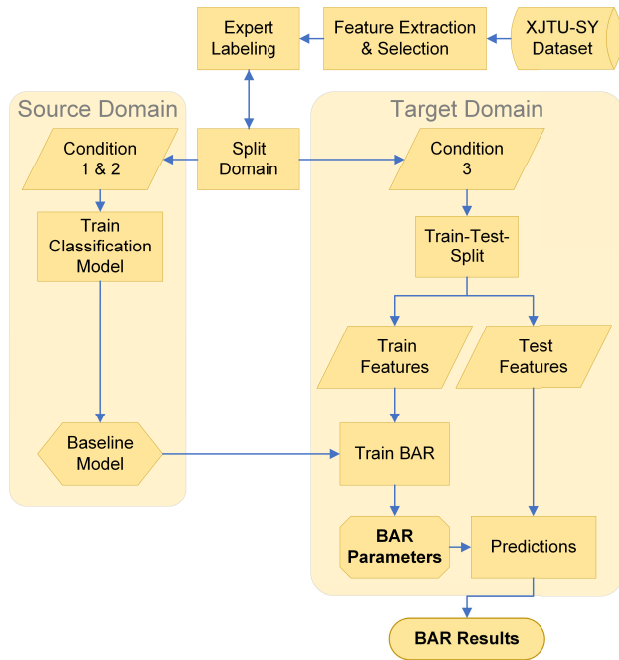 Expert
Labeling
Feature Extraction
& Selection
XJTU-SY
Dataset
Source Domain
Target Domain
Condition
1 & 2
Split
Domain
Condition
3
Train
Classification
Model
Train-Test-
Split
Train
Features
Test
Features
Baseline
Model
Train BAR
BAR
Parameters
Predictions
BAR Results